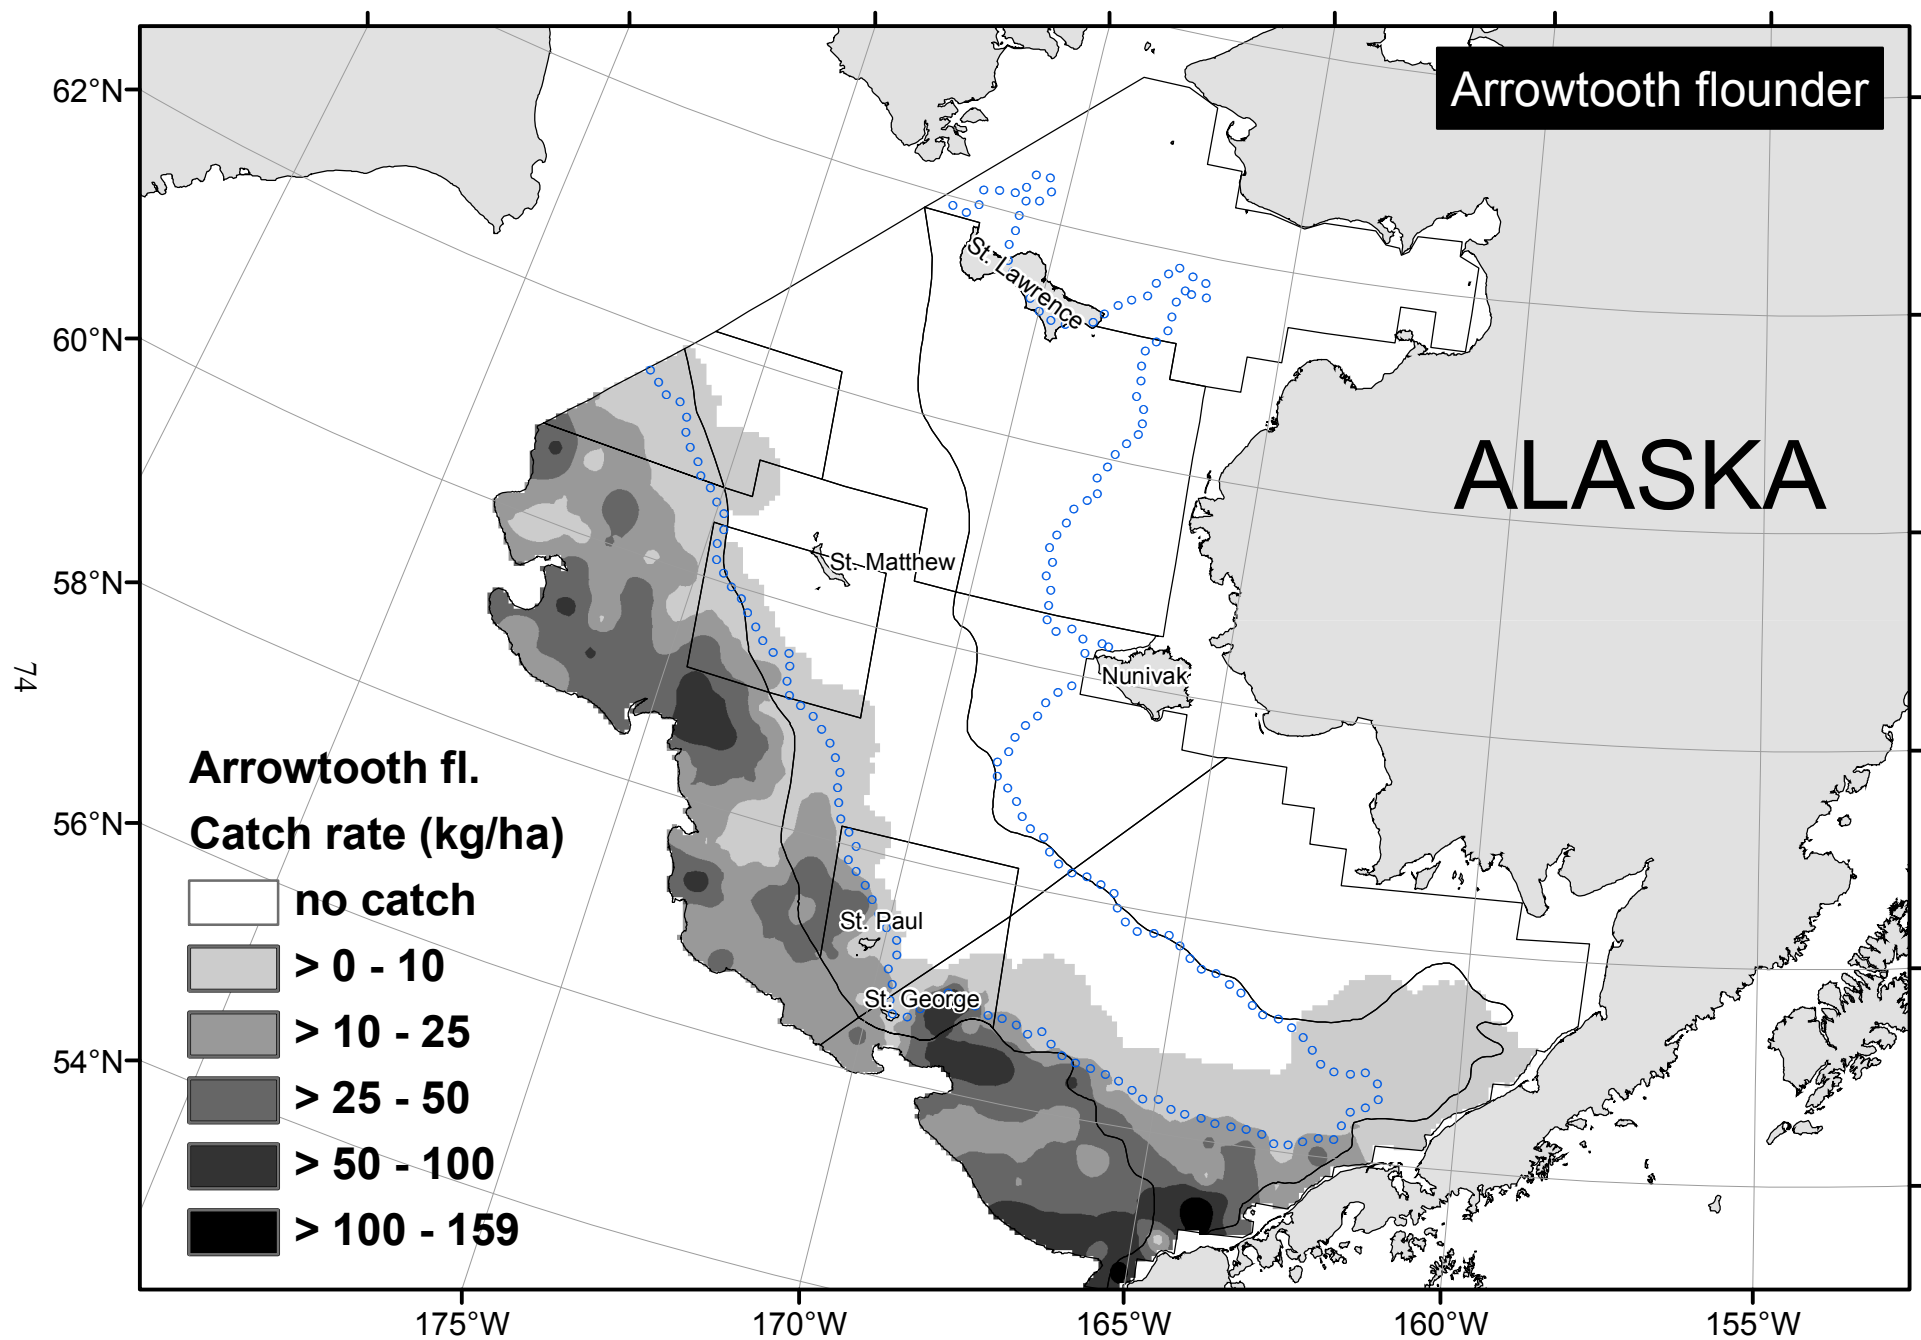 Arrowtooth flounder
62°N
60°N
58°N
56°N
54°N
74
St. Lawrence
ALASKA
St. Matthew
Nunivak
St. Paul
St. George
Arrowtooth fl.
Catch rate (kg/ha)
no catch
> 0 - 10
> 10 - 25
> 25 - 50
> 50 - 100
> 100 - 159
175°W
170°W
165°W
160°W
155°W